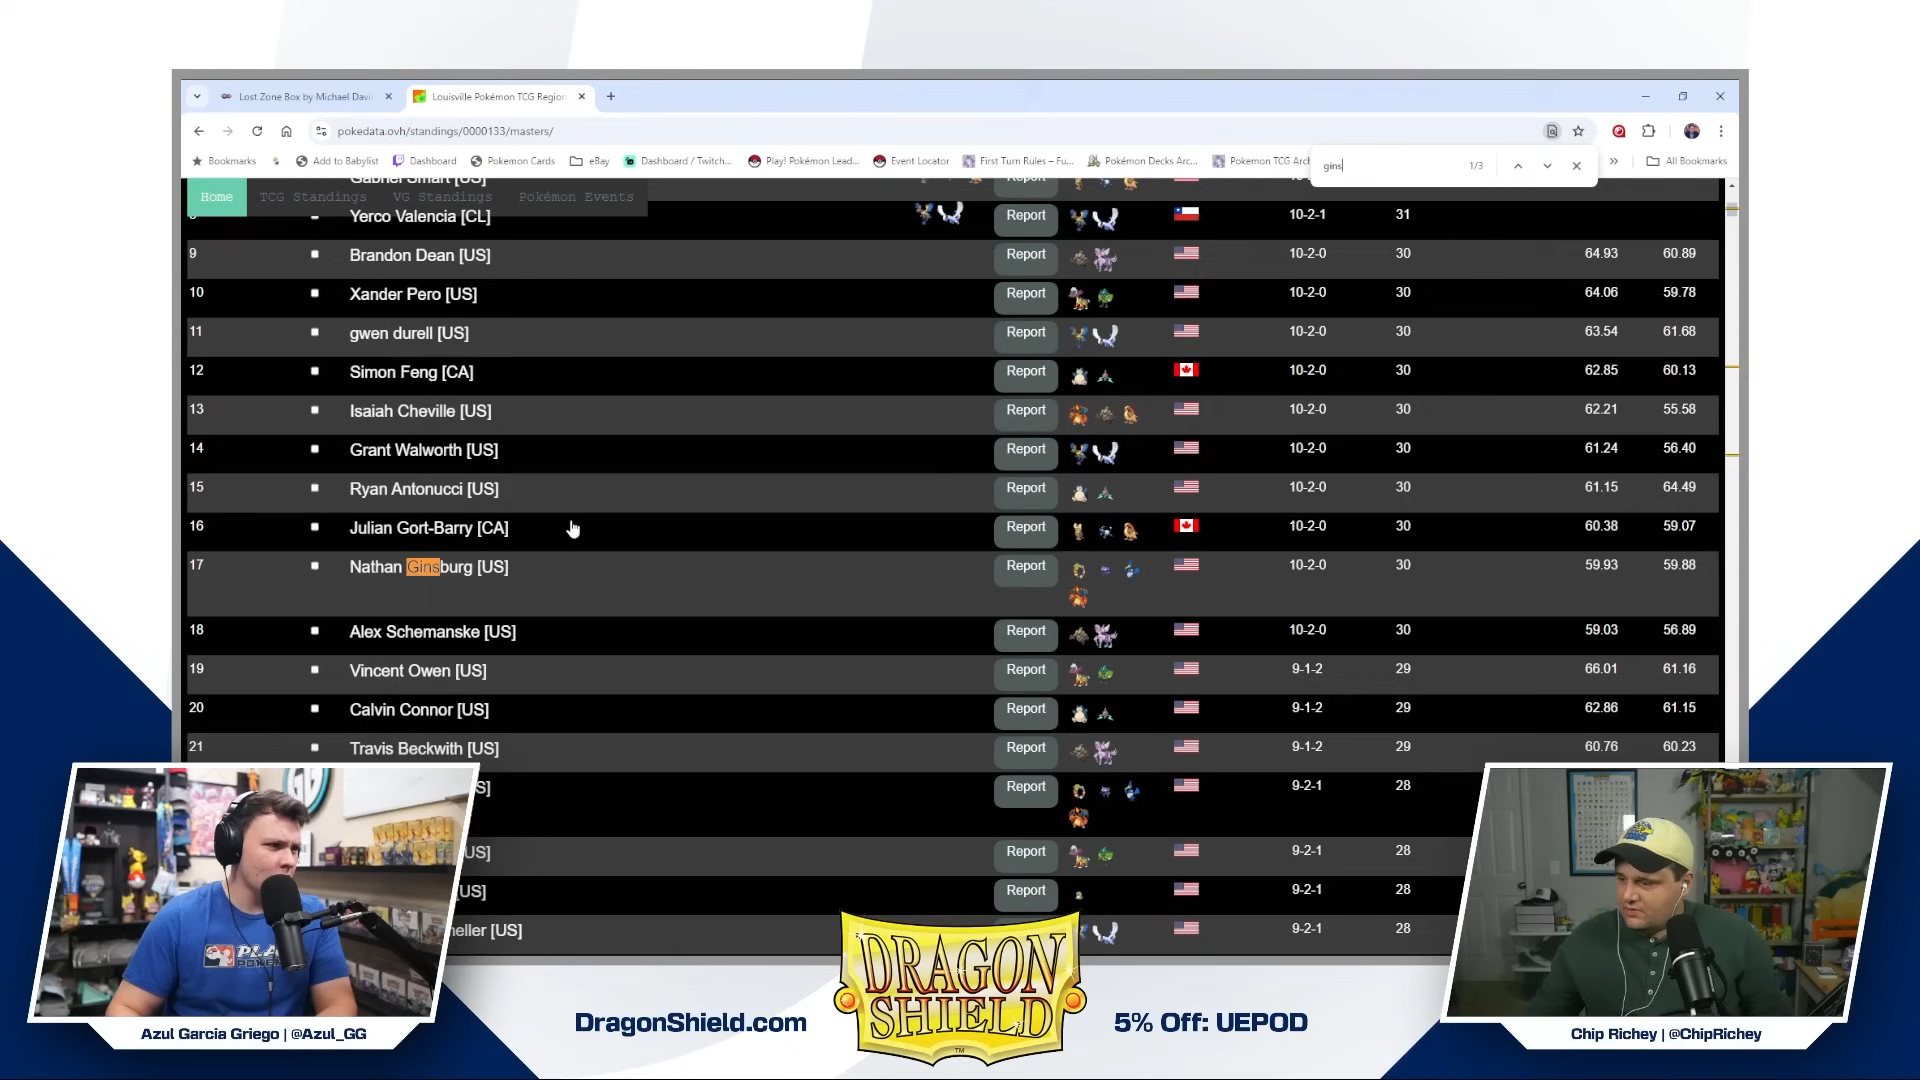 Lost Zone Box by Michael Davi
Louisville Pokémon TCG Region
pokedata.ovh/standings/0000133/masters/
Bookmarks Add to Babylist Dashboard Pokemon Cards eBay Dashboard / Twitch... Play! Pokémon Lead... Event Locator First Turn Rules – Fu... Pokémon Decks Arc... Pokemon TCG Arch » All Bookmarks
gins 1/3
Gabriel Smart [US] Report
Home TCG Standings VG Standings Pokémon Events
8 Yerco Valencia [CL] Report 10-2-1 31
9 Brandon Dean [US] Report 10-2-0 30 64.93 60.89
10 Xander Pero [US] Report 10-2-0 30 64.06 59.78
11 gwen durell [US] Report 10-2-0 30 63.54 61.68
12 Simon Feng [CA] Report 10-2-0 30 62.85 60.13
13 Isaiah Cheville [US] Report 10-2-0 30 62.21 55.58
14 Grant Walworth [US] Report 10-2-0 30 61.24 56.40
15 Ryan Antonucci [US] Report 10-2-0 30 61.15 64.49
16 Julian Gort-Barry [CA] Report 10-2-0 30 60.38 59.07
17 Nathan Ginsburg [US] Report 10-2-0 30 59.93 59.88
18 Alex Schemanske [US] Report 10-2-0 30 59.03 56.89
19 Vincent Owen [US] Report 9-1-2 29 66.01 61.16
20 Calvin Connor [US] Report 9-1-2 29 62.86 61.15
21 Travis Beckwith [US] Report 9-1-2 29 60.76 60.23
S] Report 9-2-1 28
[US] Report 9-2-1 28
[US] Report 9-2-1 28
heller [US] 9-2-1 28
PLA
DRAGON
SHIELD
TM
DragonShield.com
5% Off: UEPOD
Azul Garcia Griego | @Azul_GG
Chip Richey | @ChipRichey